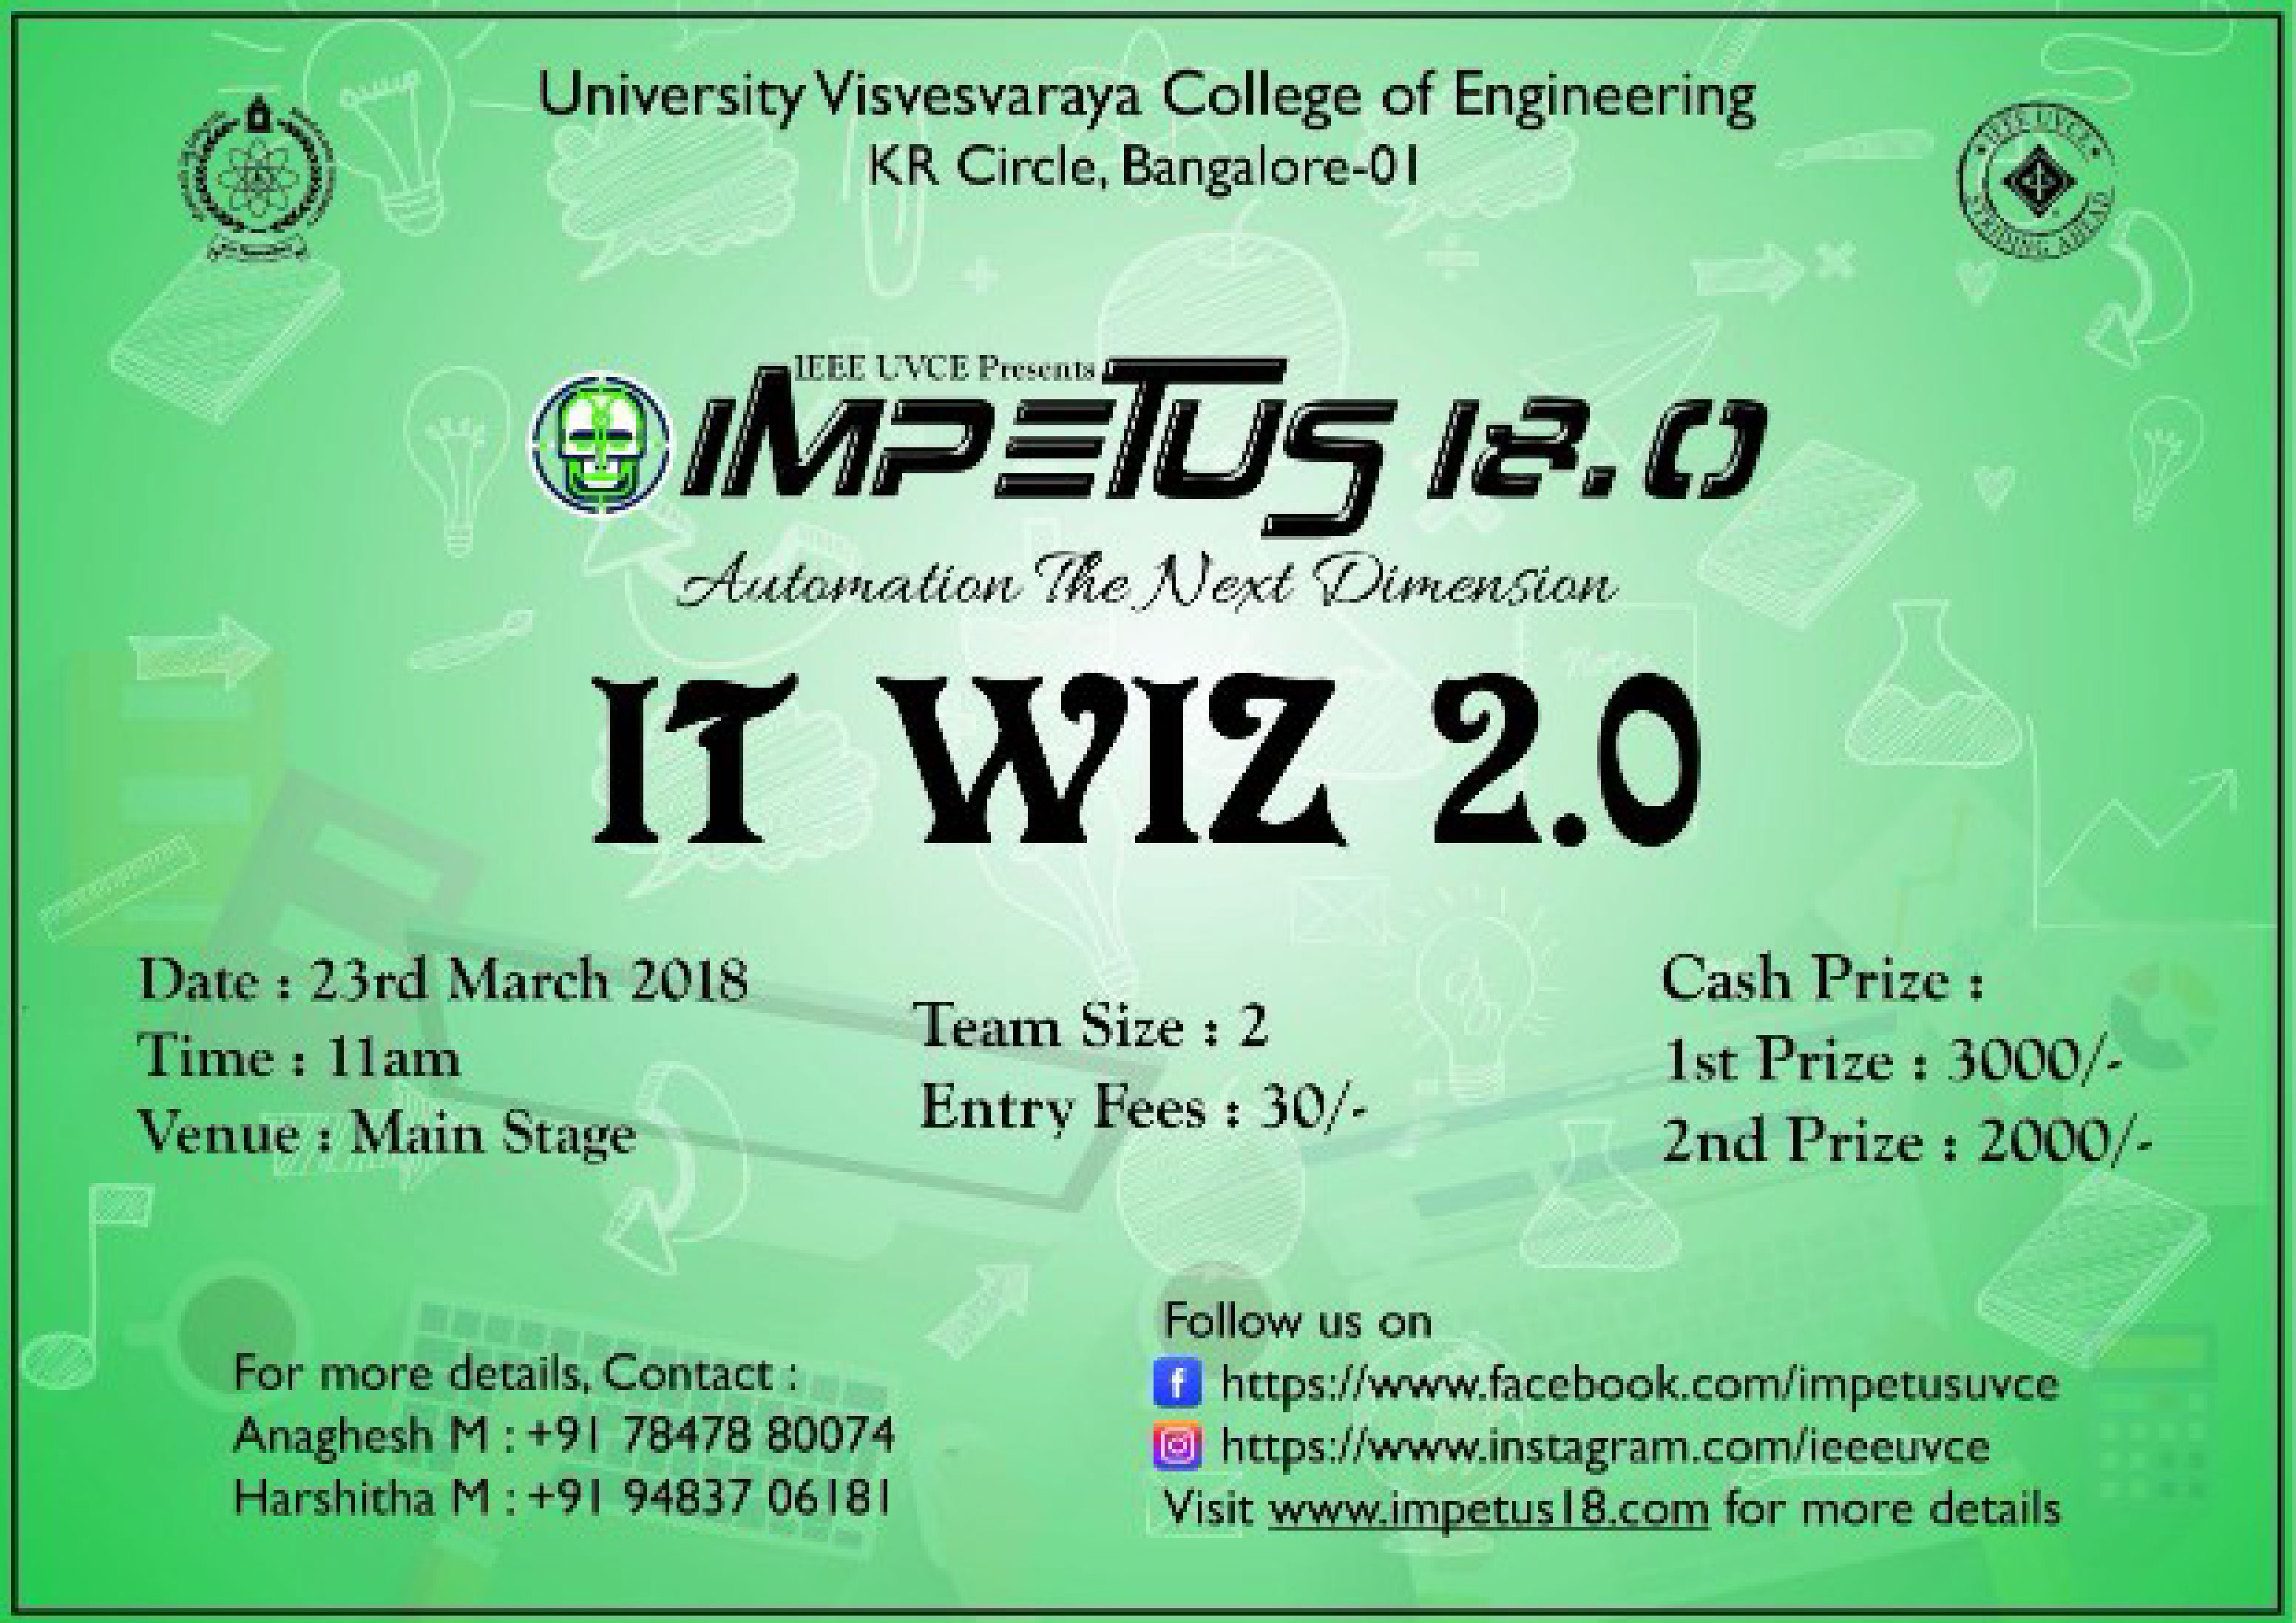 University Visvesvaraya College of Engineering
KR Circle, Bangalore-01
IEEE UVCE
STRIDING AHEAD
IEEE UVCE Presents
IMPETUS 18.0
Automation The Next Dimension
IT WIZ 2.0
Date : 23rd March 2018
Time : 11am
Venue : Main Stage
Team Size : 2
Entry Fees : 30/-
Cash Prize :
1st Prize : 3000/-
2nd Prize : 2000/-
For more details, Contact :
Anaghesh M : +91 78478 80074
Harshitha M : +91 94837 06181
Follow us on
https://www.facebook.com/impetusuvce
https://www.instagram.com/ieeeuvce
Visit www.impetus18.com for more details